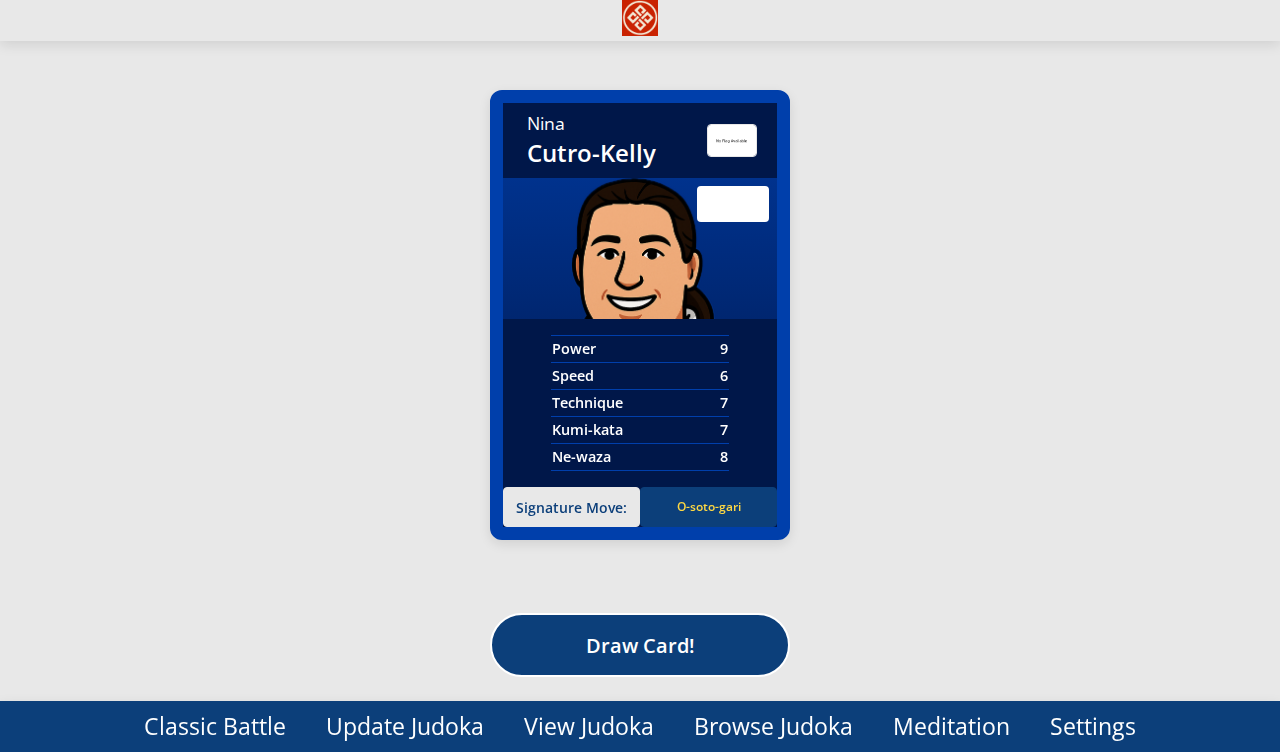 Nina
Cutro-Kelly
No Flag Available
Power 9
Speed 6
Technique 7
Kumi-kata 7
Ne-waza 8
Signature Move: O-soto-gari
Draw Card!
Classic Battle Update Judoka View Judoka Browse Judoka Meditation Settings